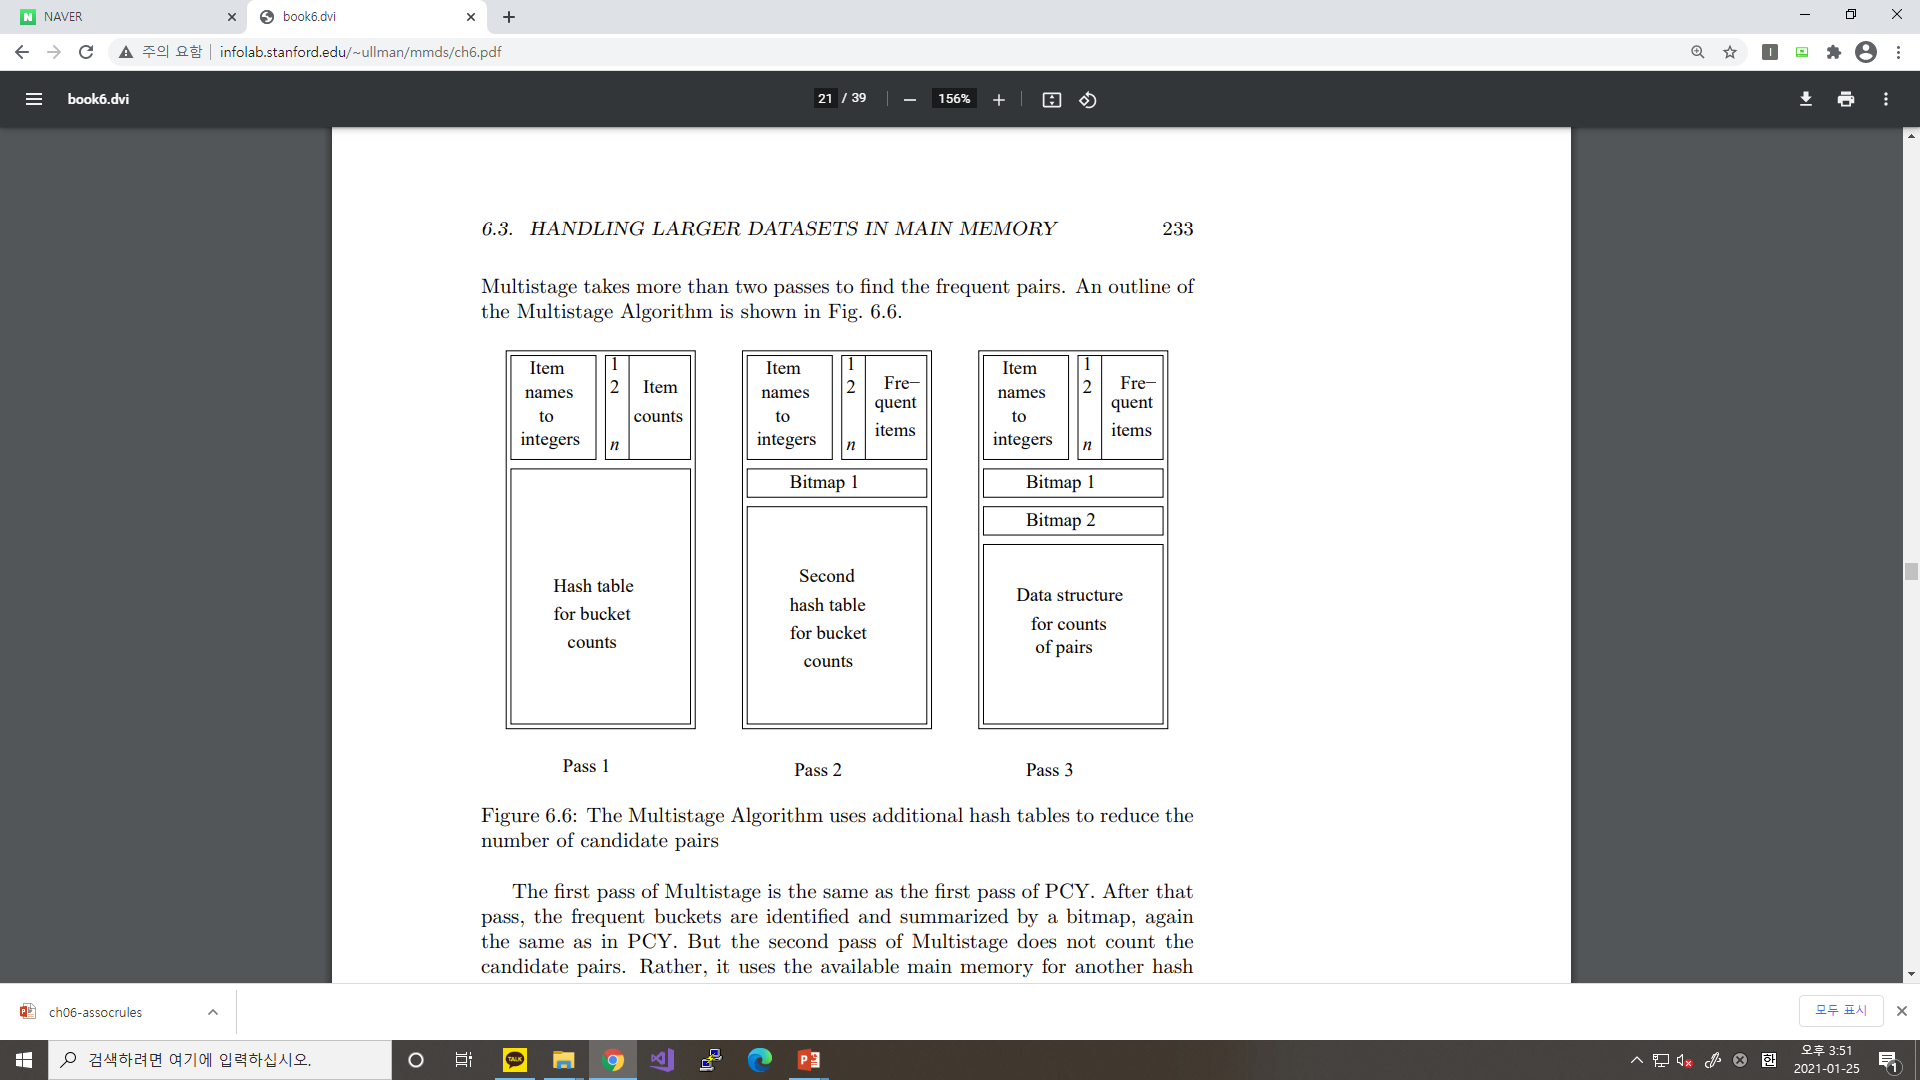 NAVER
book6.dvi
주의 요함
infolab.stanford.edu/~ullman/mmds/ch6.pdf
book6.dvi
21 / 39
156%
6.3. HANDLING LARGER DATASETS IN MAIN MEMORY 233
Multistage takes more than two passes to find the frequent pairs. An outline of
the Multistage Algorithm is shown in Fig. 6.6.
Item
names
to
integers
1
2
n
Item
counts
Hash table
for bucket
counts
Pass 1
Item
names
to
integers
1
2
n
Fre-
quent
items
Bitmap 1
Second
hash table
for bucket
counts
Pass 2
Item
names
to
integers
1
2
n
Fre-
quent
items
Bitmap 1
Bitmap 2
Data structure
for counts
of pairs
Pass 3
Figure 6.6: The Multistage Algorithm uses additional hash tables to reduce the
number of candidate pairs
The first pass of Multistage is the same as the first pass of PCY. After that
pass, the frequent buckets are identified and summarized by a bitmap, again
the same as in PCY. But the second pass of Multistage does not count the
candidate pairs. Rather, it uses the available main memory for another hash
ch06-assocrules
모두 표시
검색하려면 여기에 입력하십시오.
TALK
한
오후 3:51
2021-01-25
1